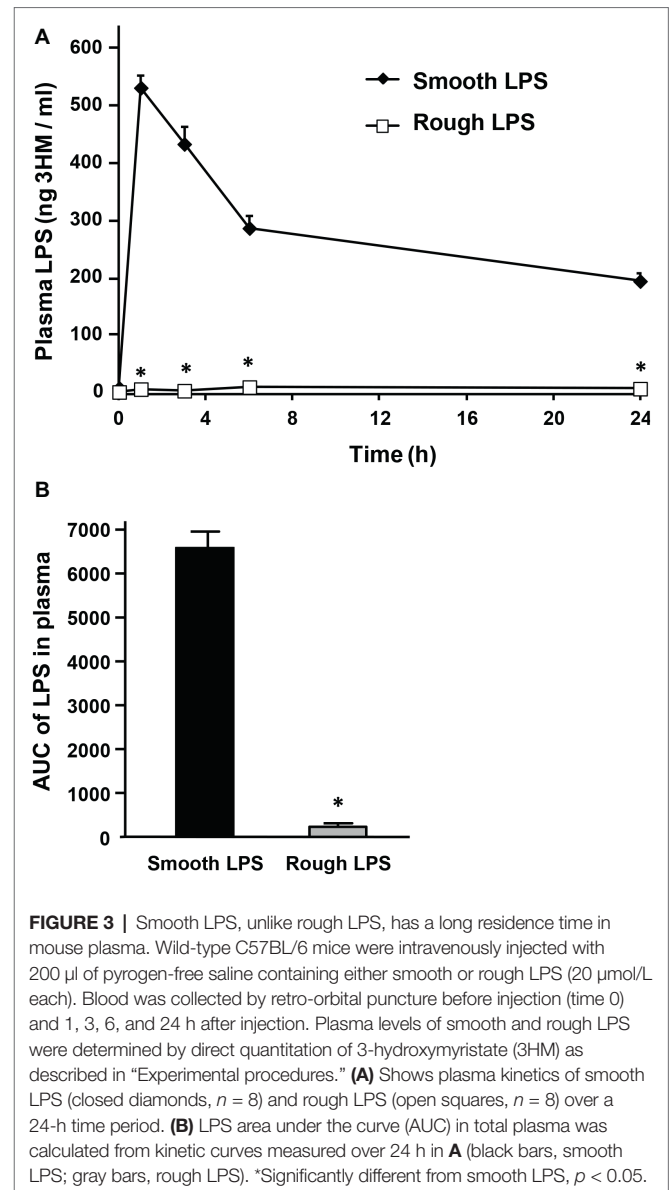 A
600
500
400
300
200
100
0
Plasma LPS (ng 3HM / ml)
Smooth LPS
Rough LPS
* * * *
0 4 8 12 16 20 24
Time (h)
B
7000
6000
5000
4000
3000
2000
1000
0
AUC of LPS in plasma
*
Smooth LPS Rough LPS
FIGURE 3 | Smooth LPS, unlike rough LPS, has a long residence time in
mouse plasma. Wild-type C57BL/6 mice were intravenously injected with
200 µl of pyrogen-free saline containing either smooth or rough LPS (20 µmol/L
each). Blood was collected by retro-orbital puncture before injection (time 0)
and 1, 3, 6, and 24 h after injection. Plasma levels of smooth and rough LPS
were determined by direct quantitation of 3-hydroxymyristate (3HM) as
described in “Experimental procedures.” (A) Shows plasma kinetics of smooth
LPS (closed diamonds, n = 8) and rough LPS (open squares, n = 8) over a
24-h time period. (B) LPS area under the curve (AUC) in total plasma was
calculated from kinetic curves measured over 24 h in A (black bars, smooth
LPS; gray bars, rough LPS). *Significantly different from smooth LPS, p < 0.05.